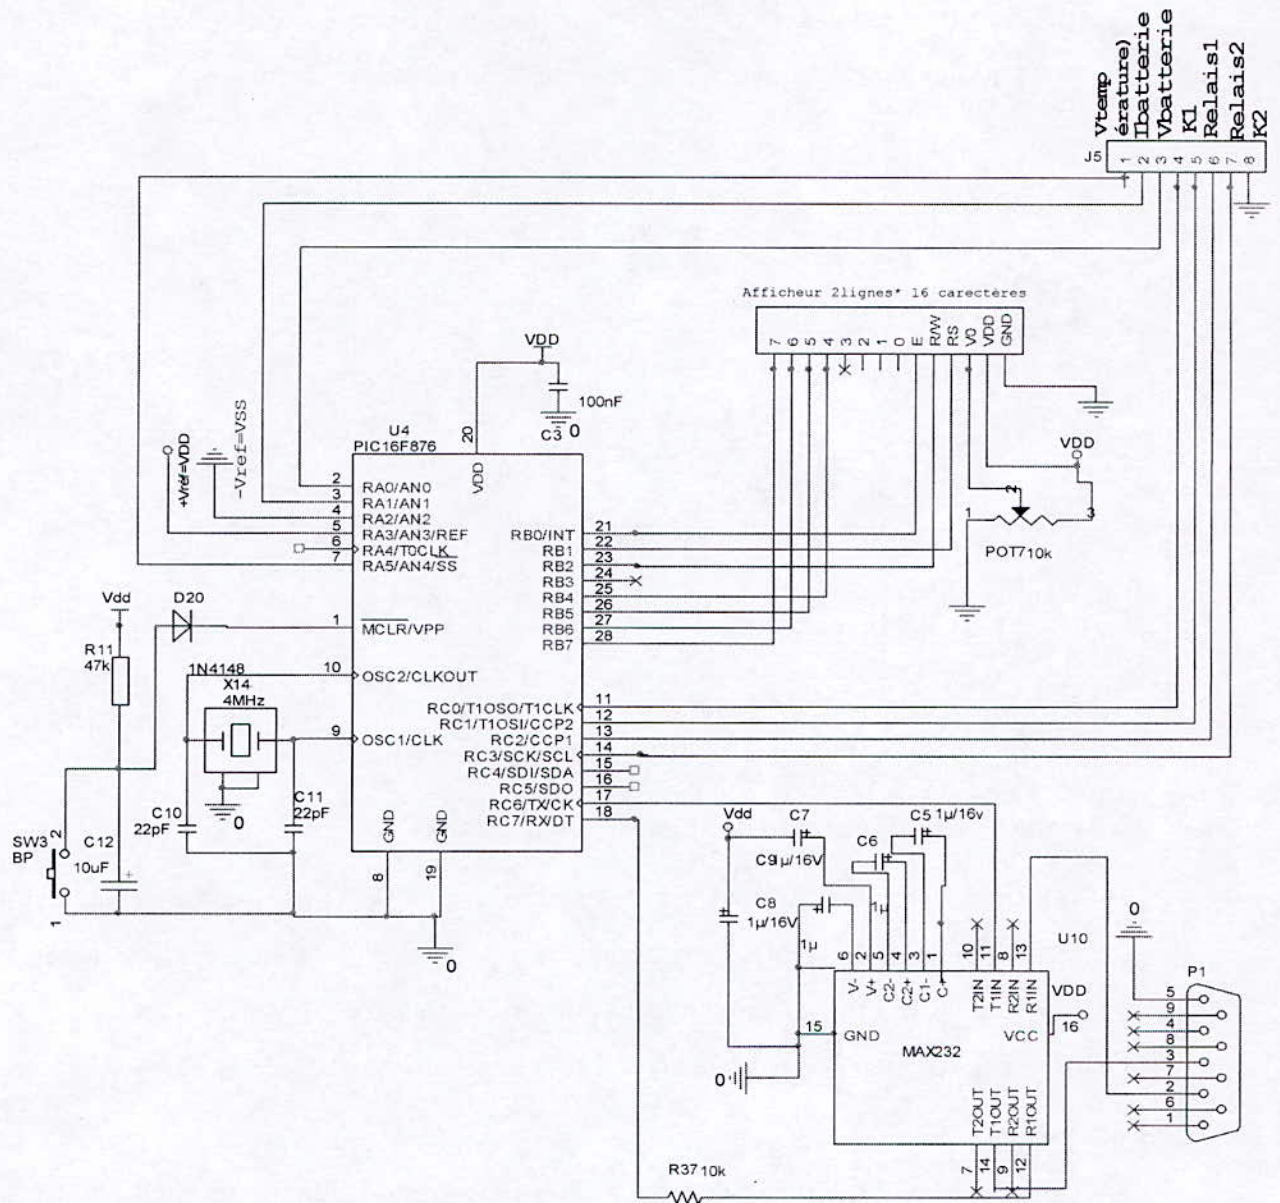 Vtemp
érature)
Ibatterie
Vbatterie
K1
Relais1
Relais2
K2
J5
1
2
3
4
5
6
7
8
Afficheur 2lignes* 16 carectères
7
6
5
4
3
2
1
0
E
R/W
RS
V0
VDD
GND
VDD
100nF
C3
0
U4
PIC16F876
20
VDD
+Vref=VDD
-Vref=VSS
2 RA0/AN0
3 RA1/AN1
4 RA2/AN2
5 RA3/AN3/REF
6 RA4/T0CLK
7 RA5/AN4/SS
1 MCLR/VPP
10 OSC2/CLKOUT
9 OSC1/CLK
RB0/INT 21
RB1 22
RB2 23
RB3 24
RB4 25
RB5 26
RB6 27
RB7 28
RC0/T1OSO/T1CLK 11
RC1/T1OSI/CCP2 12
RC2/CCP1 13
RC3/SCK/SCL 14
RC4/SDI/SDA 15
RC5/SDO 16
RC6/TX/CK 17
RC7/RX/DT 18
GND
GND
8
19
0
VDD
1
2
3
POT7 10k
Vdd
D20
R11
47k
1N4148
X14
4MHz
C10
22pF
0
C11
22pF
SW3
BP
2
1
C12
10uF
+
Vdd
C7
C5 1µ/16v
C6
C9 1µ/16V
C8
1µ/16V
1µ
1µ
6
2
5
4
3
1
10
11
8
13
V-
V+
C2-
C2+
C1-
C+
T2IN
T1IN
R2IN
R1IN
U10
VDD
15 GND
VCC 16
MAX232
0
T2OUT
T1OUT
R2OUT
R1OUT
7
14
9
12
R37 10k
0
P1
5
9
4
8
3
7
2
6
1